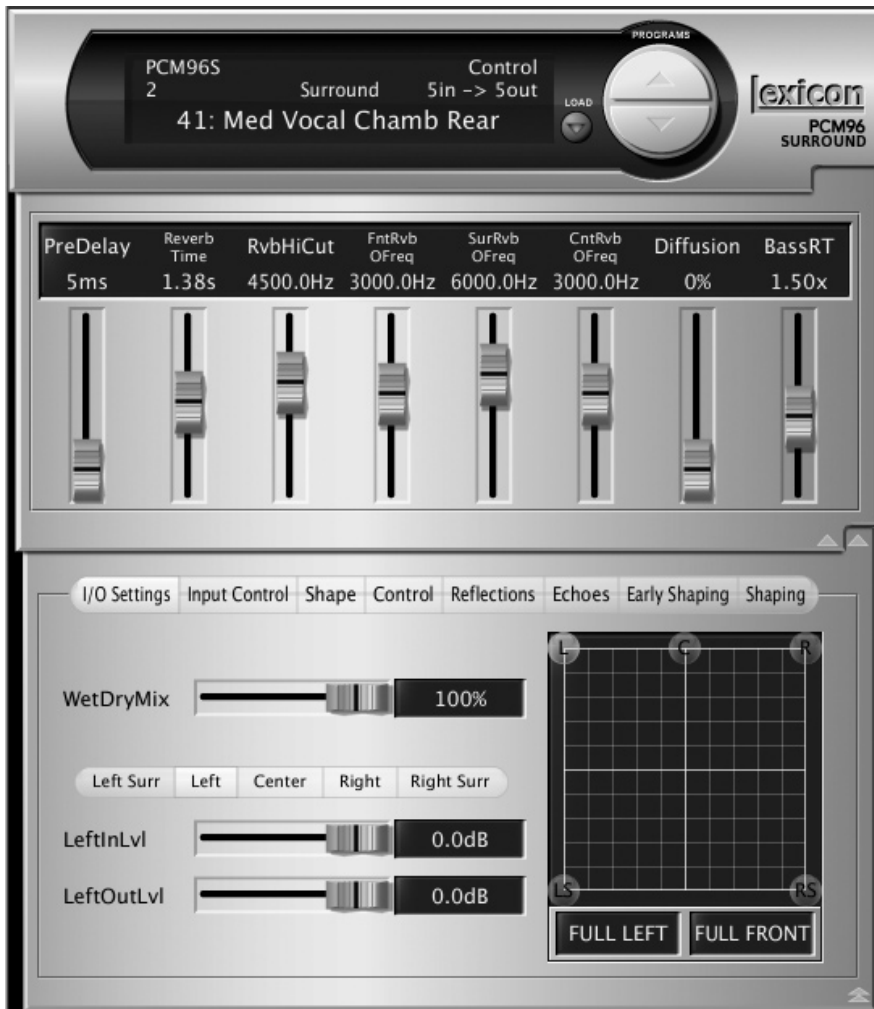 PROGRAMS
PCM96S Control
2 Surround 5in -> 5out
41: Med Vocal Chamb Rear
LOAD
lexicon
PCM96
SURROUND
PreDelay Reverb Time RvbHiCut FntRvb OFreq SurRvb OFreq CntRvb OFreq Diffusion BassRT
5ms 1.38s 4500.0Hz 3000.0Hz 6000.0Hz 3000.0Hz 0% 1.50x
I/O Settings Input Control Shape Control Reflections Echoes Early Shaping Shaping
L C R
WetDryMix 100%
Left Surr Left Center Right Right Surr
LeftInLvl 0.0dB
LeftOutLvl 0.0dB
LS RS
FULL LEFT FULL FRONT